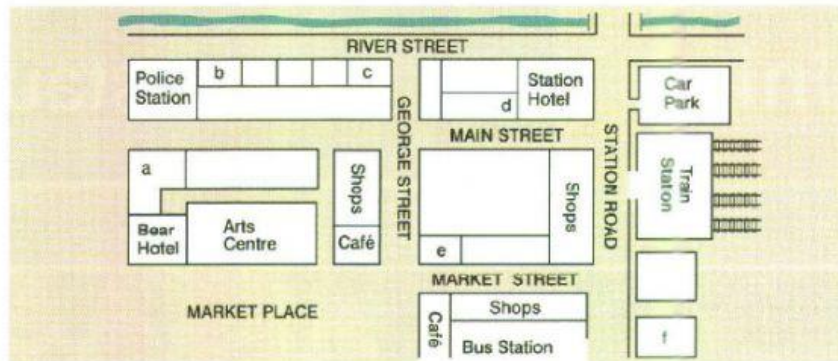 RIVER STREET
Police
Station
b
c
GEORGE STREET
d
Station
Hotel
Car
Park
MAIN STREET
STATION ROAD
Train
Staton
a
Bear
Hotel
Arts
Centre
Shops
Café
e
Shops
MARKET STREET
MARKET PLACE
Café
Shops
Bus Station
f